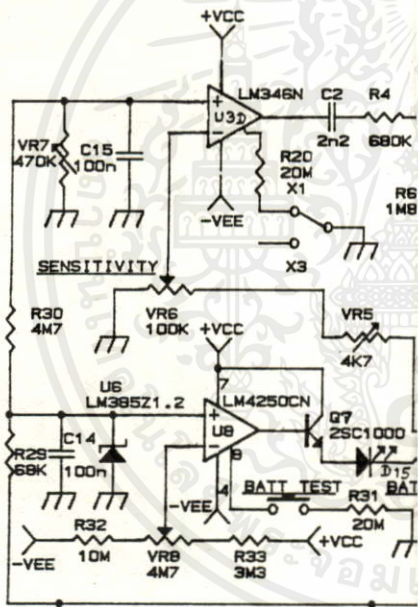 +VCC
LM346N
U3D
+
-
C2
2n2
R4
680K
VR7
470K
C15
100n
R20
20M
X1
R6
1M8
-VEE
X3
SENSITIVITY
R30
4M7
VR6
100K
VR5
4K7
+VCC
U6
LM385Z1.2
7
LM4250CN
+
-
U8
8
4
Q7
2SC1000
D15
R29
68K
C14
100n
-VEE
BATT TEST
BAT
R31
20M
-VEE
R32
10M
VR8
4M7
R33
3M3
+VCC